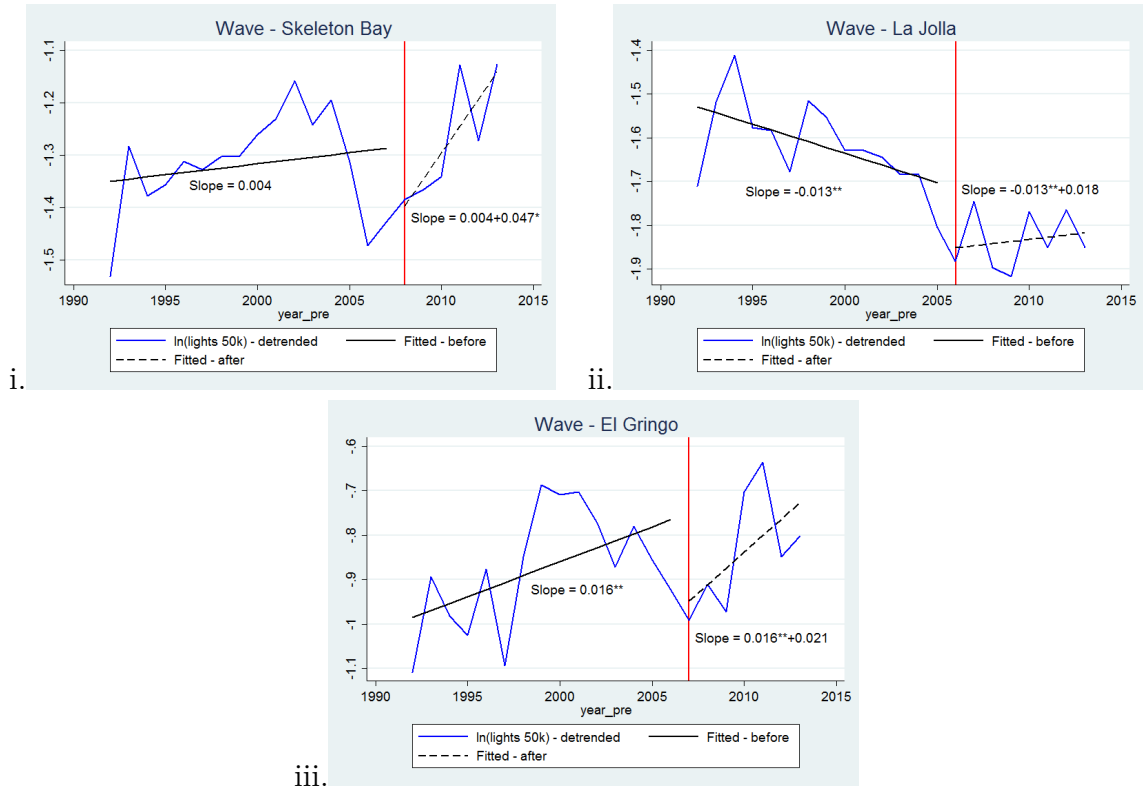 Wave - Skeleton Bay
-1.1
-1.2
-1.3
-1.4
-1.5
Slope = 0.004
Slope = 0.004+0.047*
1990 1995 2000 2005 2010 2015
year_pre
ln(lights 50k) - detrended Fitted - before
Fitted - after
i.
Wave - La Jolla
-1.4
-1.5
-1.6
-1.7
-1.8
-1.9
Slope = -0.013**
Slope = -0.013**+0.018
1990 1995 2000 2005 2010 2015
year_pre
ln(lights 50k) - detrended Fitted - before
Fitted - after
ii.
Wave - El Gringo
-.6
-.7
-.8
-.9
-1
-1.1
Slope = 0.016**
Slope = 0.016**+0.021
1990 1995 2000 2005 2010 2015
year_pre
ln(lights 50k) - detrended Fitted - before
Fitted - after
iii.